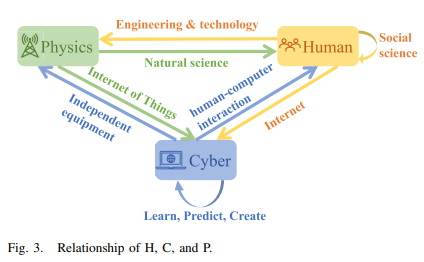 Engineering & technology
Physics
Human
Social
science
Natural science
Internet of Things
human-computer
interaction
Independent
equipment
Internet
Cyber
Learn, Predict, Create
Fig. 3. Relationship of H, C, and P.